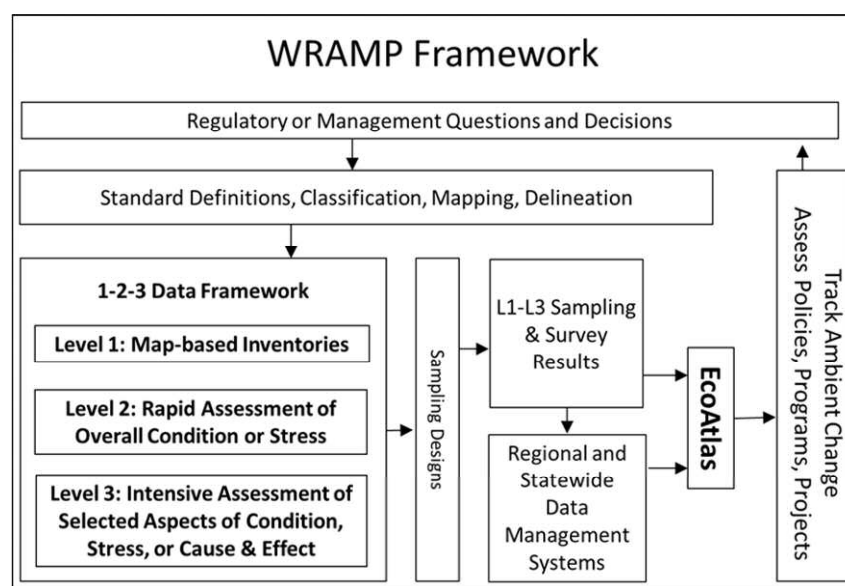 WRAMP Framework
Regulatory or Management Questions and Decisions
Standard Definitions, Classification, Mapping, Delineation
1-2-3 Data Framework
Level 1: Map-based Inventories
Level 2: Rapid Assessment of
Overall Condition or Stress
Level 3: Intensive Assessment of
Selected Aspects of Condition,
Stress, or Cause & Effect
Sampling Designs
L1-L3 Sampling
& Survey
Results
Regional and
Statewide
Data
Management
Systems
EcoAtlas
Track Ambient Change
Assess Policies, Programs, Projects